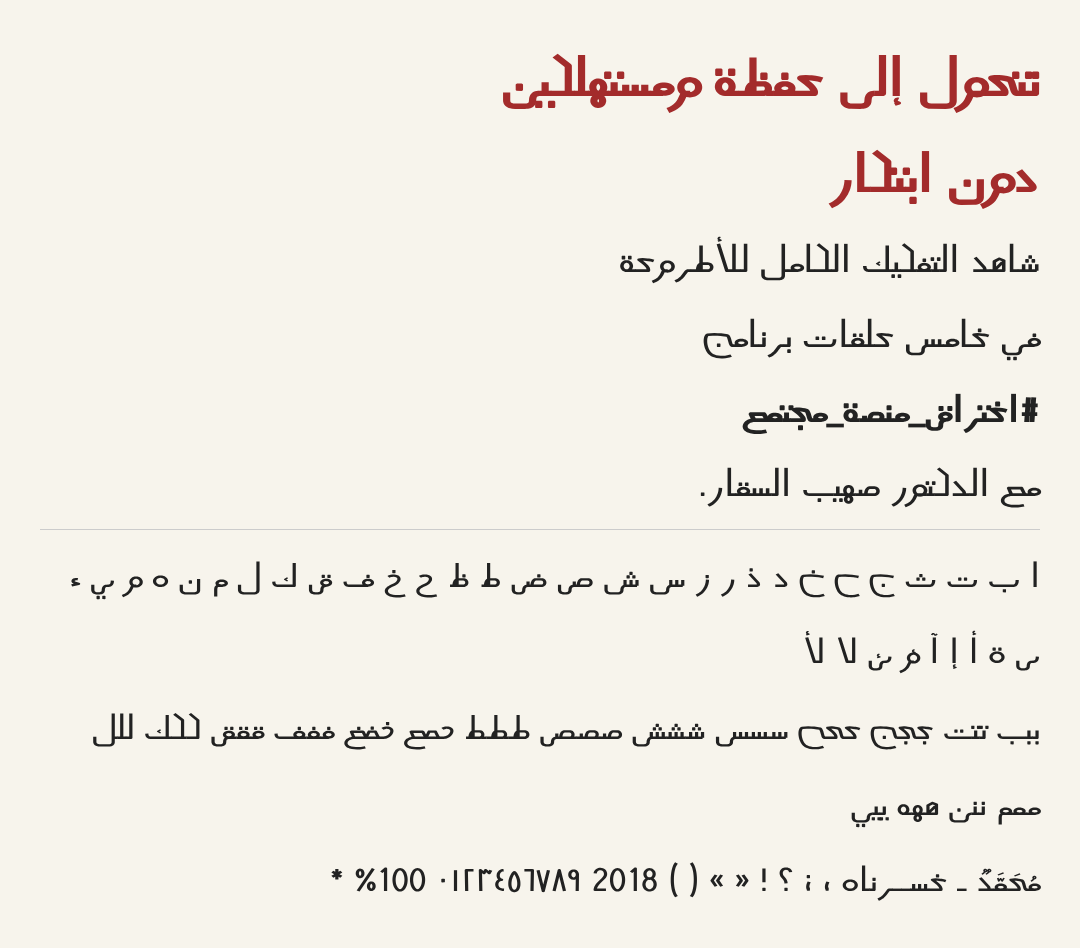 تتحول إلى حفظة ومستهلكين
دون ابتكار
شاهد التفكيك الكامل للأطروحة
في خامس حلقات برنامج
#اختراق_منصة_مجتمع
مع الدكتور صهيب السقار.
ا ب ت ث ج ح خ د ذ ر ز س ش ص ض ط ظ ع غ ف ق ك ل م ن ه و ي ء
ى ة أ إ آ ؤ ئ لا لأ
ببب تتت ججج ححح سسس ششش صصص ططط ععع غغغ ففف ققق ككك للل
ممم ننن ههه ييي
مُحَمَّدٌ ـ خســرناه ، ؛ ؟ ! « » ( ) 2018 ٠١٢٣٤٥٦٧٨٩ 100% *